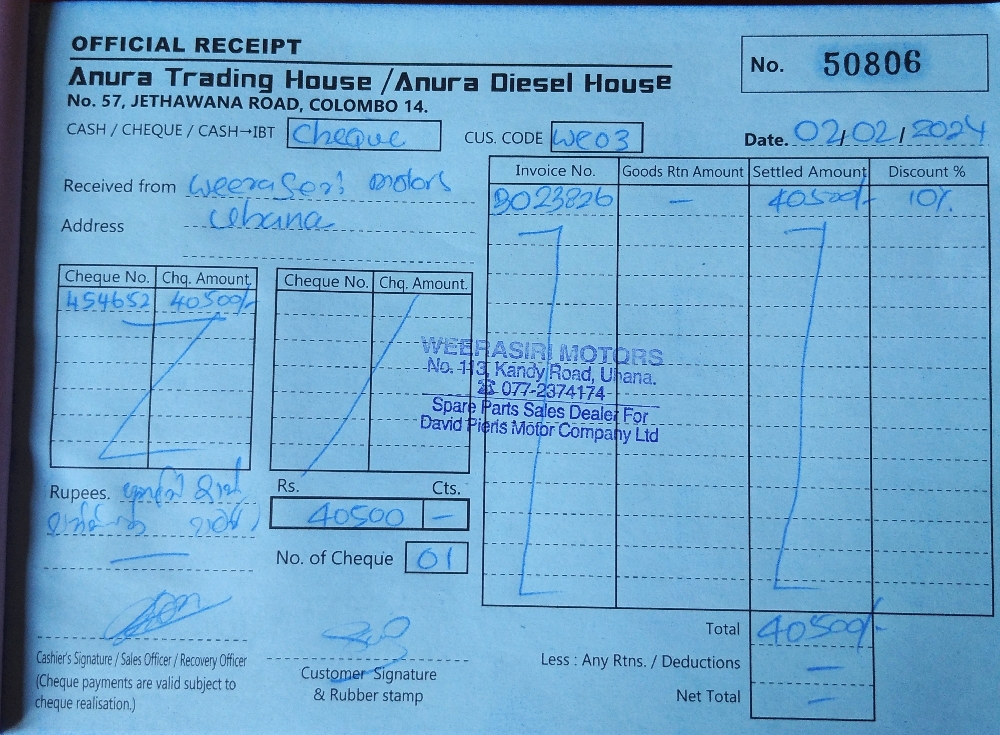 OFFICIAL RECEIPT
Anura Trading House / Anura Diesel House
No. 57, JETHAWANA ROAD, COLOMBO 14.
No. 50806
CASH / CHEQUE / CASH→IBT Cheque
CUS. CODE WE03
Date. 02/02/2024
Received from Weerasiri motors
Address Uhana
Invoice No. Goods Rtn Amount Settled Amount Discount %
BO23826 — 40500/- 10%
Cheque No. Chq. Amount Cheque No. Chq. Amount.
454652 40500/-
WEERASIRI MOTORS
No. 113, Kandy Road, Uhana.
☎ 077-2374174
Spare Parts Sales Dealer For
David Pieris Motor Company Ltd
Rupees.
Rs. Cts.
40500 —
No. of Cheque 01
Total 40500/-
Less : Any Rtns. / Deductions —
Net Total —
Cashier's Signature / Sales Officer / Recovery Officer
(Cheque payments are valid subject to
cheque realisation.)
Customer Signature
& Rubber stamp